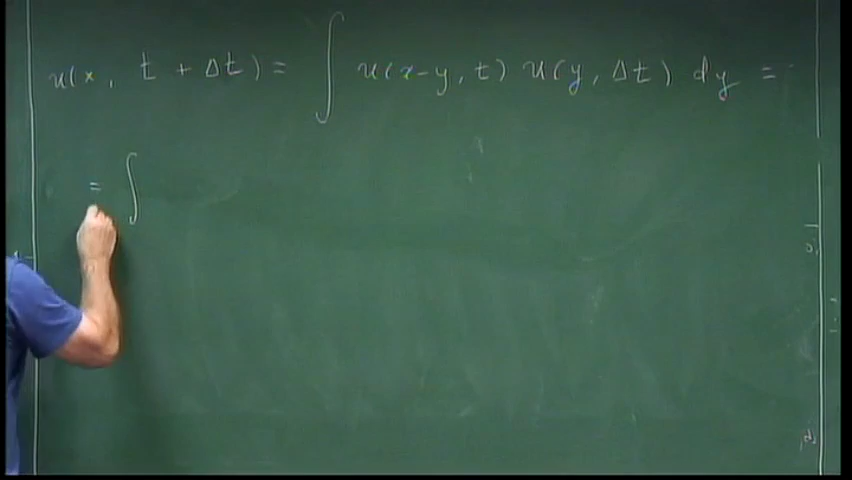 u(x, t + Δt) = ∫ u(x-y, t) u(y, Δt) dy =
= ∫